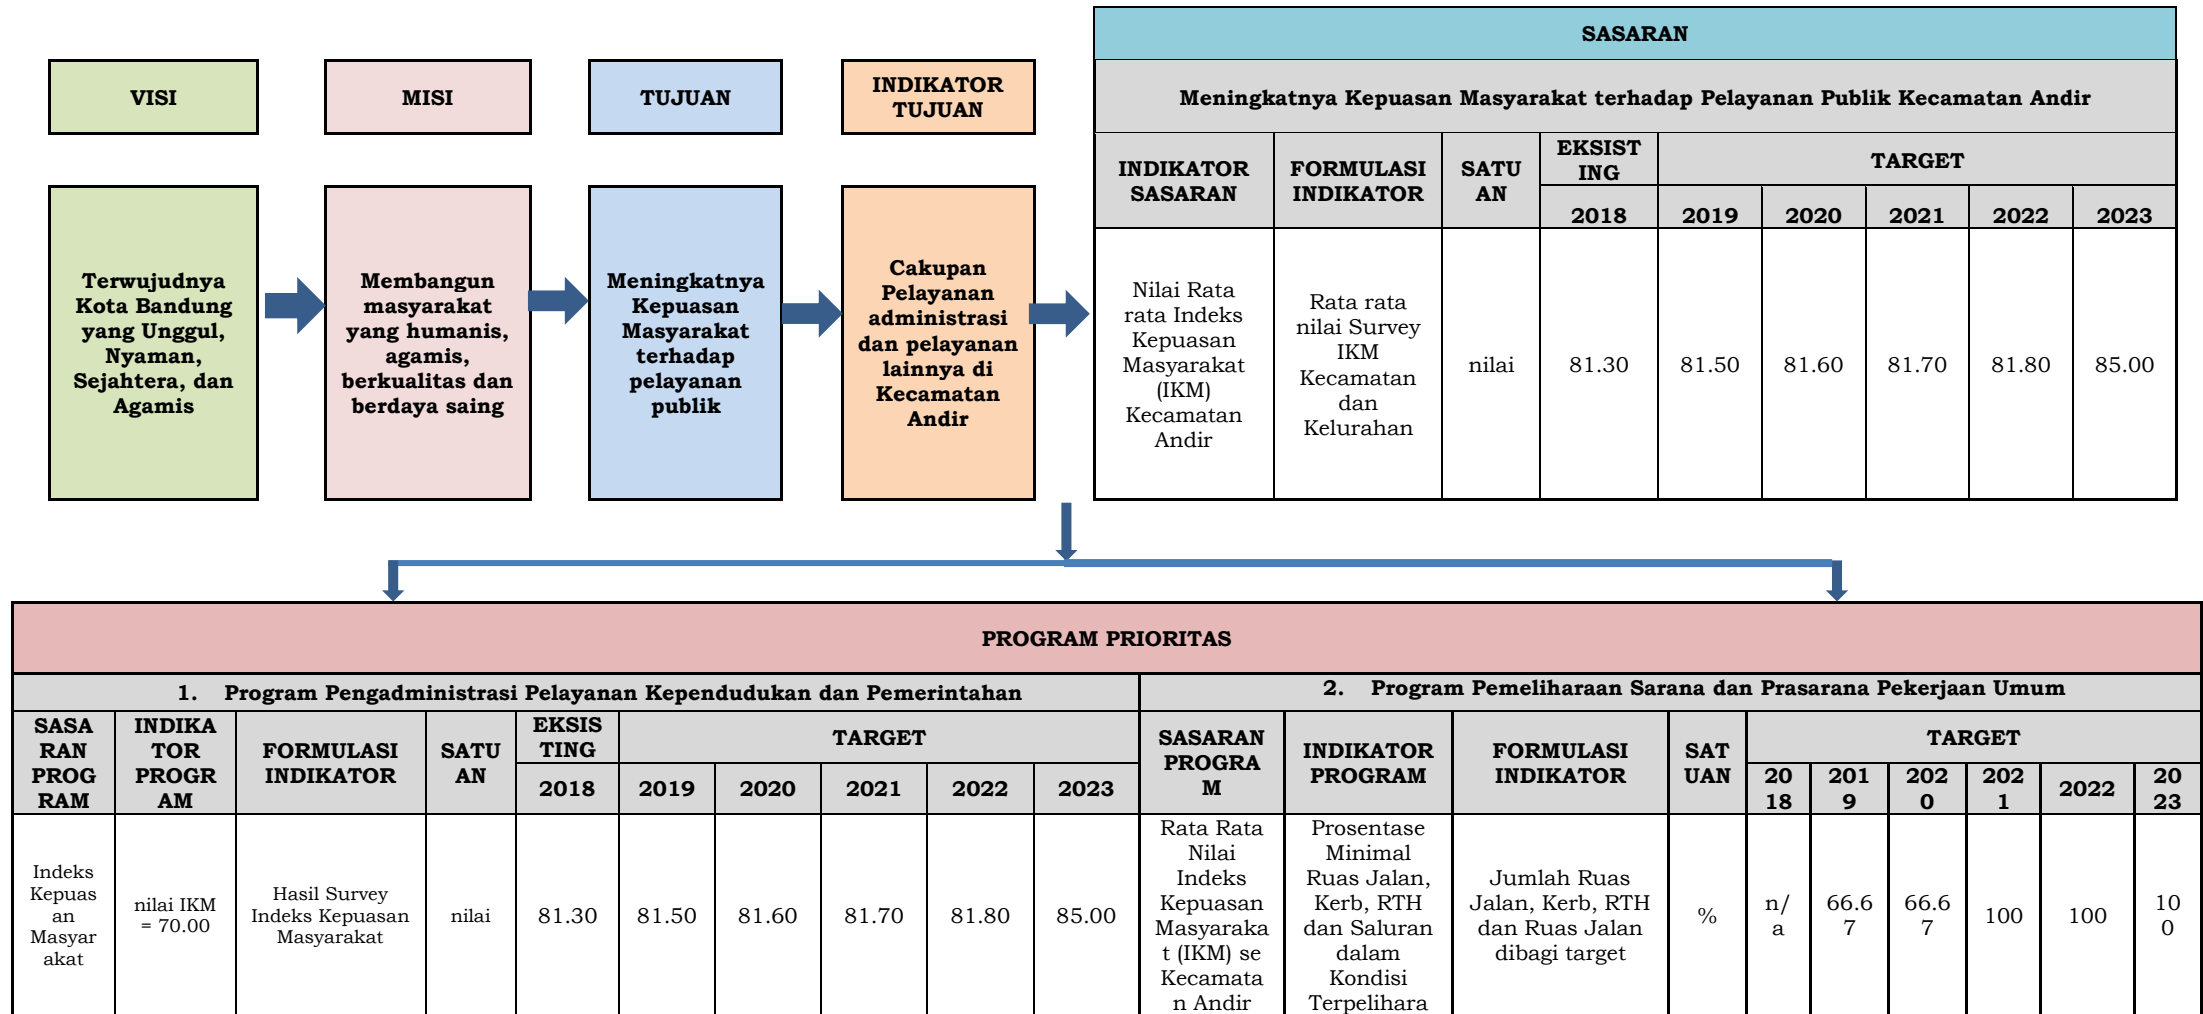 VISI
MISI
TUJUAN
INDIKATOR
TUJUAN
Terwujudnya
Kota Bandung
yang Unggul,
Nyaman,
Sejahtera, dan
Agamis
Membangun
masyarakat
yang humanis,
agamis,
berkualitas dan
berdaya saing
Meningkatnya
Kepuasan
Masyarakat
terhadap
pelayanan
publik
Cakupan
Pelayanan
administrasi
dan pelayanan
lainnya di
Kecamatan
Andir
SASARAN
Meningkatnya Kepuasan Masyarakat terhadap Pelayanan Publik Kecamatan Andir
INDIKATOR
SASARAN
FORMULASI
INDIKATOR
SATU
AN
EKSIST
ING
TARGET
2018 2019 2020 2021 2022 2023
Nilai Rata
rata Indeks
Kepuasan
Masyarakat
(IKM)
Kecamatan
Andir
Rata rata
nilai Survey
IKM
Kecamatan
dan
Kelurahan
nilai 81.30 81.50 81.60 81.70 81.80 85.00
PROGRAM PRIORITAS
1. Program Pengadministrasi Pelayanan Kependudukan dan Pemerintahan
SASA
RAN
PROG
RAM
INDIKA
TOR
PROGR
AM
FORMULASI
INDIKATOR
SATU
AN
EKSIS
TING
TARGET
2018 2019 2020 2021 2022 2023
Indeks
Kepuas
an
Masyar
akat
nilai IKM
= 70.00
Hasil Survey
Indeks Kepuasan
Masyarakat
nilai 81.30 81.50 81.60 81.70 81.80 85.00
2. Program Pemeliharaan Sarana dan Prasarana Pekerjaan Umum
SASARAN
PROGRA
M
INDIKATOR
PROGRAM
FORMULASI
INDIKATOR
SAT
UAN
TARGET
20
18
201
9
202
0
202
1
2022
20
23
Rata Rata
Nilai
Indeks
Kepuasan
Masyaraka
t (IKM) se
Kecamata
n Andir
Prosentase
Minimal
Ruas Jalan,
Kerb, RTH
dan Saluran
dalam
Kondisi
Terpelihara
Jumlah Ruas
Jalan, Kerb, RTH
dan Ruas Jalan
dibagi target
%
n/
a
66.6
7
66.6
7
100
100
10
0